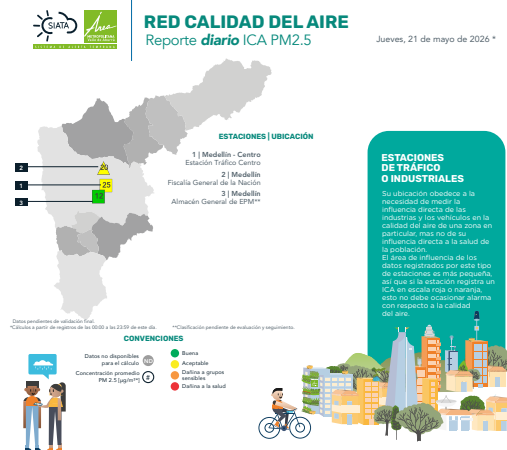 SIATA
Área
METROPOLITANA
Valle de Aburrá
SISTEMA DE ALERTA TEMPRANA
RED CALIDAD DEL AIRE
Reporte diario ICA PM2.5
Jueves, 21 de mayo de 2026 *
ESTACIONES | UBICACIÓN
1 | Medellín - Centro
Estación Tráfico Centro
2 | Medellín
Fiscalía General de la Nación
3 | Medellín
Almacén General de EPM**
2
20
1
25
3
12
ESTACIONES
DE TRÁFICO
O INDUSTRIALES
Su ubicación obedece a la
necesidad de medir la
influencia directa de las
industrias y los vehículos en la
calidad del aire de una zona en
particular, mas no de su
influencia directa a la salud de
la población.
El área de influencia de los
datos registrados por este tipo
de estaciones es más pequeña,
así que si la estación registra un
ICA en escala roja o naranja,
esto no debe ocasionar alarma
con respecto a la calidad
del aire.
Datos pendientes de validación final.
*Cálculos a partir de registros de las 00:00 a las 23:59 de este día.
**Clasificación pendiente de evaluación y seguimiento.
CONVENCIONES
Datos no disponibles
para el cálculo
ND
Concentración promedio
PM 2.5 [µg/m³*]
#
Buena
Aceptable
Dañina a grupos
sensibles
Dañina a la salud